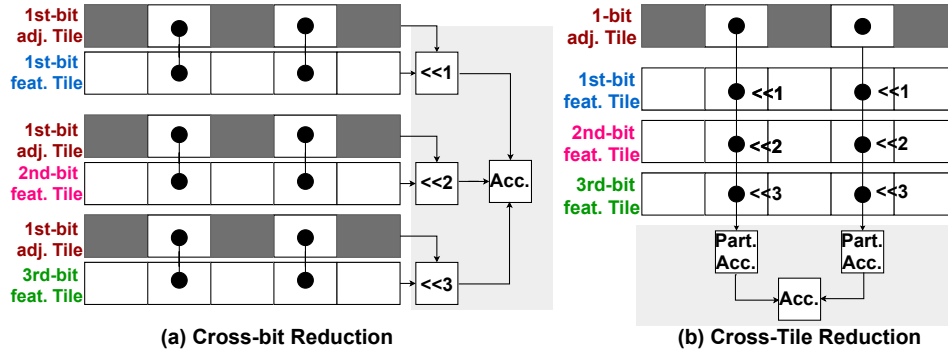 1st-bit
adj. Tile
1st-bit
feat. Tile
<<1
1st-bit
adj. Tile
2nd-bit
feat. Tile
<<2
Acc.
1st-bit
adj. Tile
3rd-bit
feat. Tile
<<3
(a) Cross-bit Reduction
1-bit
adj. Tile
1st-bit
feat. Tile
<<1
<<1
2nd-bit
feat. Tile
<<2
<<2
3rd-bit
feat. Tile
<<3
<<3
Part.
Acc.
Part.
Acc.
Acc.
(b) Cross-Tile Reduction